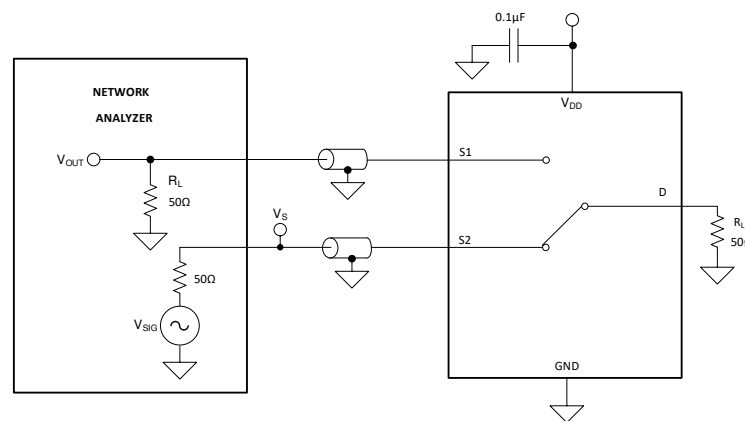 0.1µF
V_DD
NETWORK
ANALYZER
V_OUT
R_L
50Ω
S1
D
R_L
V_S
S2
50Ω
V_SIG
GND